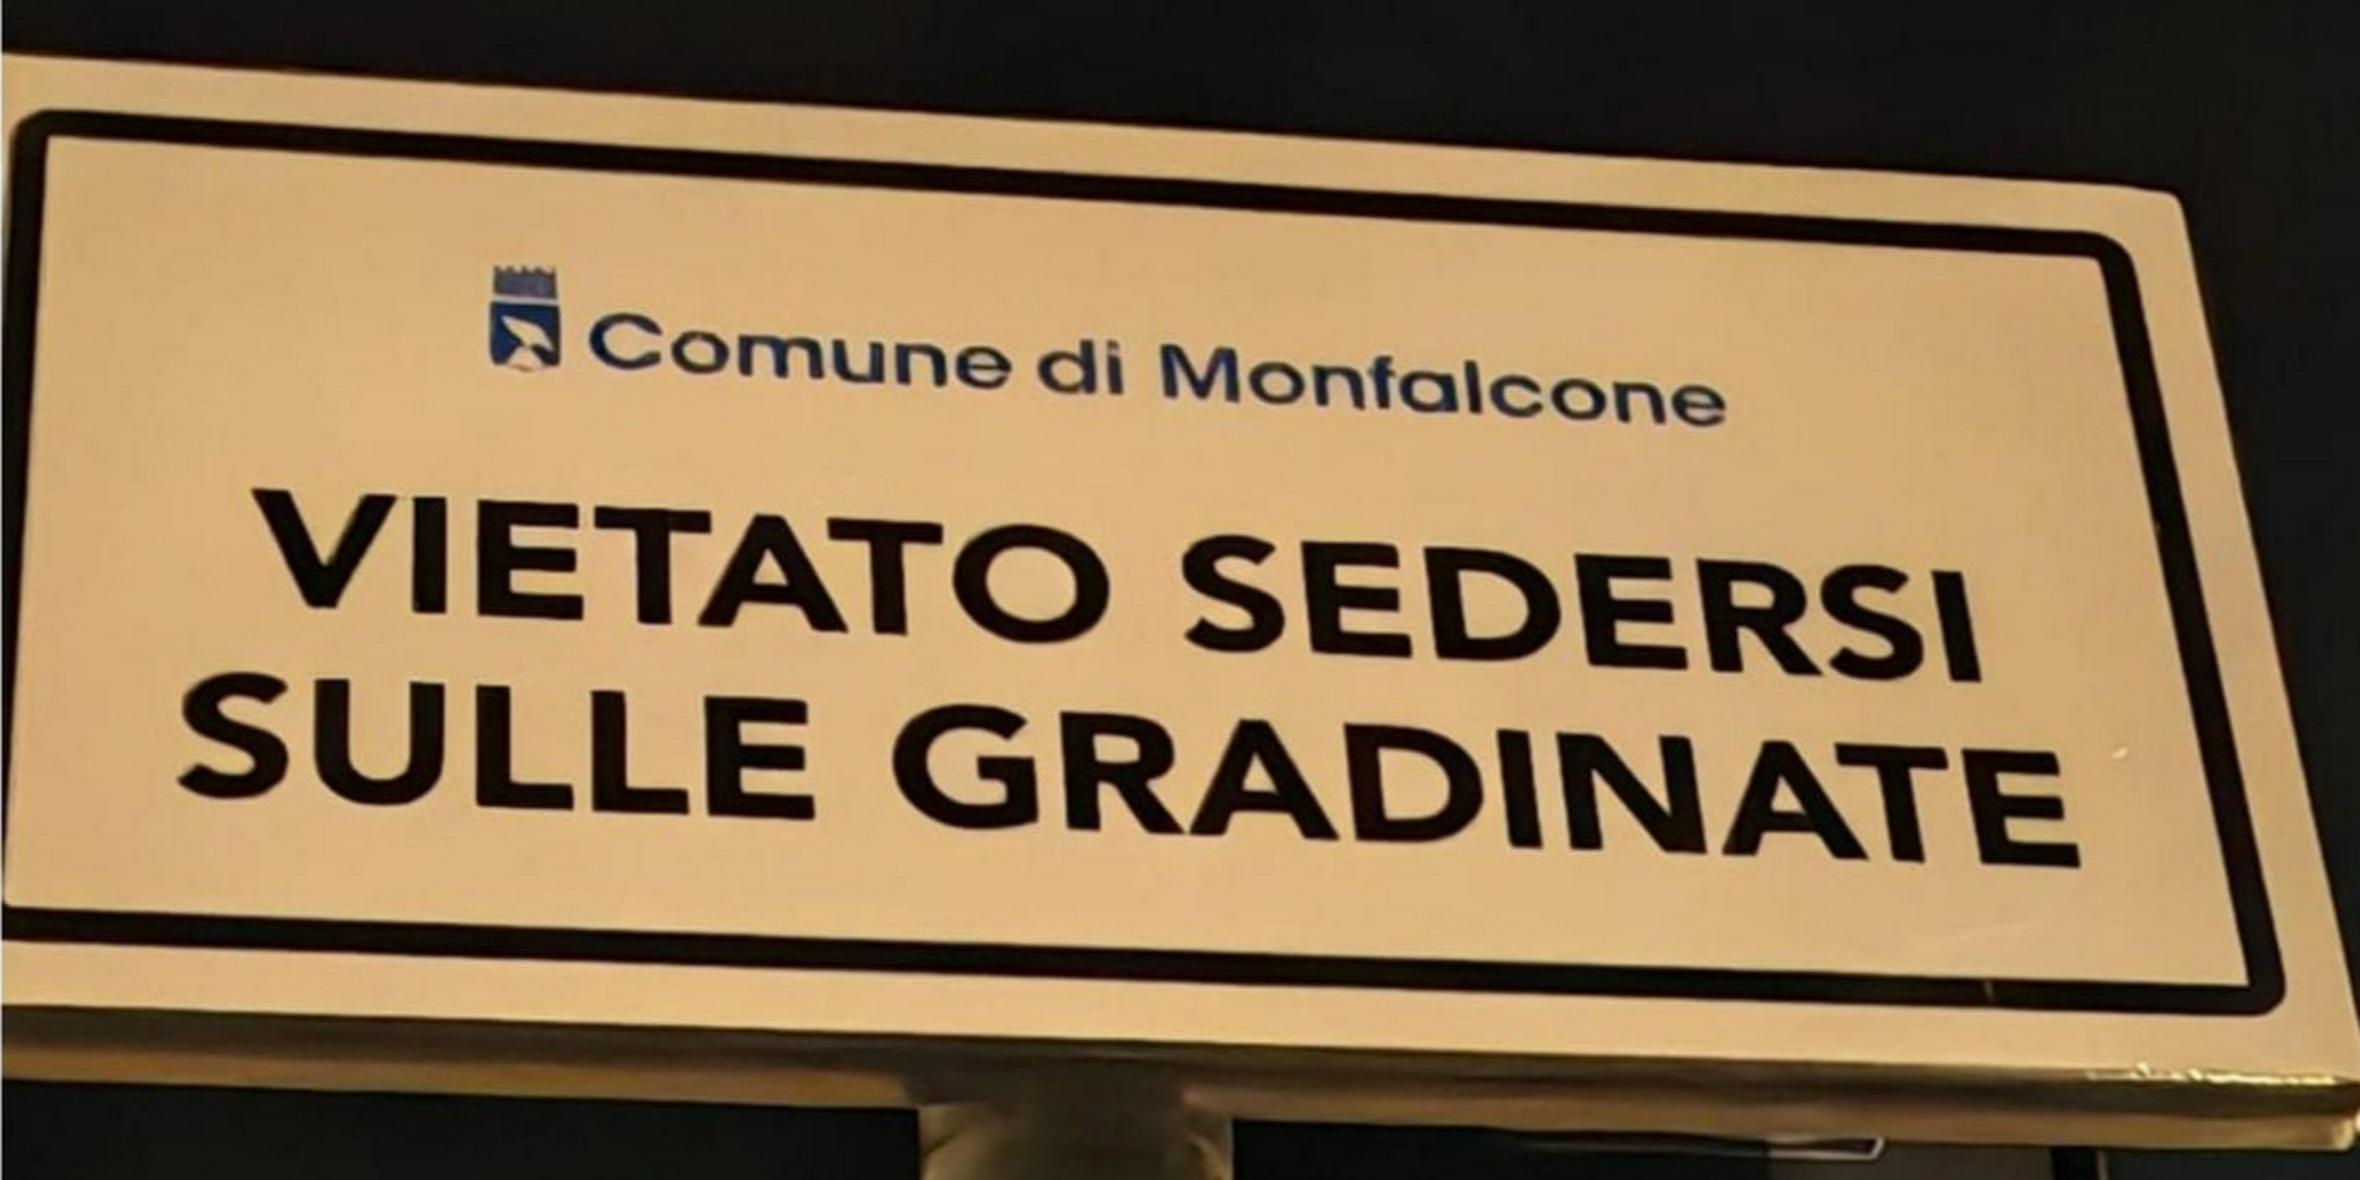 Comune di Monfalcone
VIETATO SEDERSI
SULLE GRADINATE